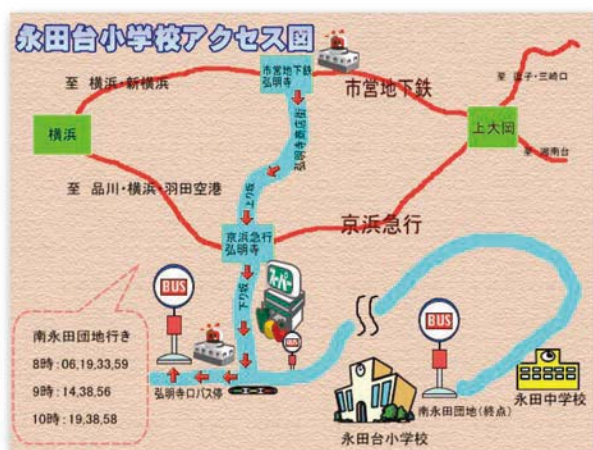 永田台小学校アクセス図
市営地下鉄
弘明寺
至 横浜・新横浜
市営地下鉄
至 逗子・三崎口
弘明寺商店街
横浜
上大岡
至 湘南台
上り坂
至 品川・横浜・羽田空港
京浜急行
京浜急行
弘明寺
スーパー
下り坂
BUS
南永田団地行き
8時:06,19,33,59
9時:14,38,56
10時:19,38,58
BUS
BUS
弘明寺口バス停
南永田団地(終点)
永田中学校
永田台小学校